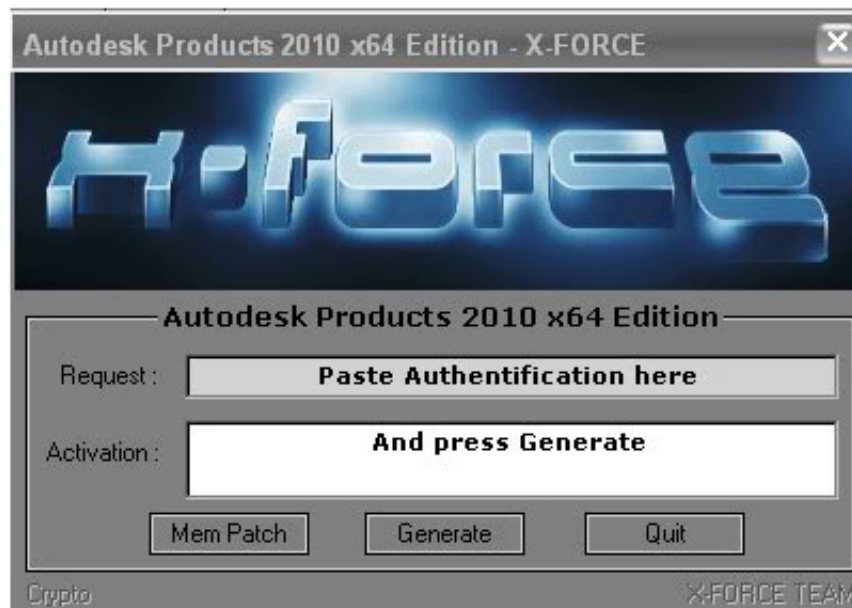 Autodesk Products 2010 x64 Edition - X-FORCE
x-force
Autodesk Products 2010 x64 Edition
Request :
Paste Authentification here
Activation :
And press Generate
Mem Patch
Generate
Quit
Crypto
X-FORCE TEAM